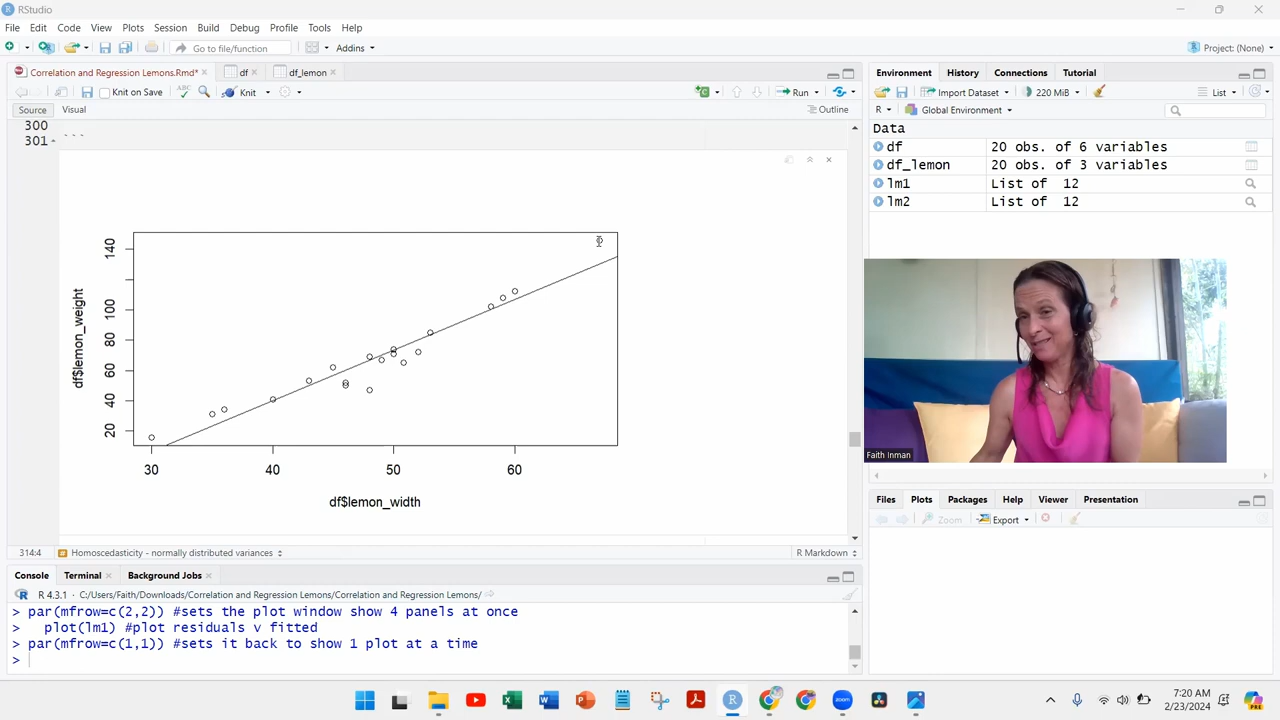 RStudio
File Edit Code View Plots Session Build Debug Profile Tools Help
Go to file/function Addins Project: (None)
Correlation and Regression Lemons.Rmd* df df_lemon
Knit on Save ABC Knit Run
Source Visual Outline
300
301 ```
140
100
80
60
40
20
df$lemon_weight
30 40 50 60
df$lemon_width
314:4 Homoscedasticity - normally distributed variances R Markdown
Console Terminal Background Jobs
R 4.3.1 · C:/Users/Faith/Downloads/Correlation and Regression Lemons/Correlation and Regression Lemons/
> par(mfrow=c(2,2)) #sets the plot window show 4 panels at once
> plot(lm1) #plot residuals v fitted
> par(mfrow=c(1,1)) #sets it back to show 1 plot at a time
>
Environment History Connections Tutorial
Import Dataset 220 MiB List
R Global Environment
Data
df 20 obs. of 6 variables
df_lemon 20 obs. of 3 variables
lm1 List of 12
lm2 List of 12
Faith Inman
Files Plots Packages Help Viewer Presentation
Zoom Export
zoom
7:20 AM
2/23/2024